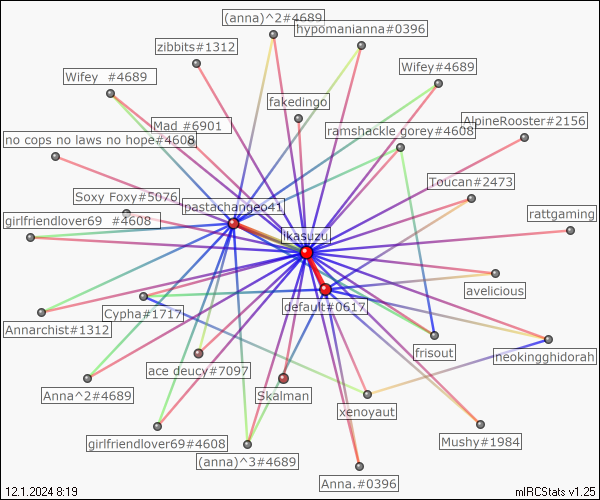 (anna)^2#4689
hypomanianna#0396
zibbits#1312
Wifey #4689
Wifey#4689
fakedingo
Mad #6901
ramshackle gorey#4608
AlpineRooster#2156
no cops no laws no hope#4608
Toucan#2473
Soxy Foxy#5076
pastachangeo41
rattgaming
girlfriendlover69 #4608
ikasuzu
avelicious
default#0617
Annarchist#1312
Cypha#1717
frisout
neokingghidorah
ace deucy#7097
Anna^2#4689
Skalman
xenoyaut
girlfriendlover69#4608
Mushy#1984
(anna)^3#4689
Anna.#0396
12.1.2024 8:19
mIRCStats v1.25